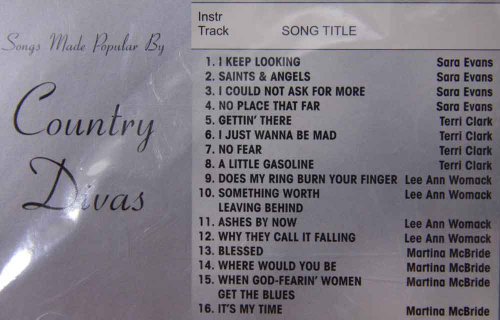 Songs Made Popular By
Country
Divas
Instr
Track SONG TITLE
1. I KEEP LOOKING Sara Evans
2. SAINTS & ANGELS Sara Evans
3. I COULD NOT ASK FOR MORE Sara Evans
4. NO PLACE THAT FAR Sara Evans
5. GETTIN' THERE Terri Clark
6. I JUST WANNA BE MAD Terri Clark
7. NO FEAR Terri Clark
8. A LITTLE GASOLINE Terri Clark
9. DOES MY RING BURN YOUR FINGER Lee Ann Womack
10. SOMETHING WORTH Lee Ann Womack
LEAVING BEHIND
11. ASHES BY NOW Lee Ann Womack
12. WHY THEY CALL IT FALLING Lee Ann Womack
13. BLESSED Martina McBride
14. WHERE WOULD YOU BE Martina McBride
15. WHEN GOD-FEARIN' WOMEN Martina McBride
GET THE BLUES
16. IT'S MY TIME Martina McBride